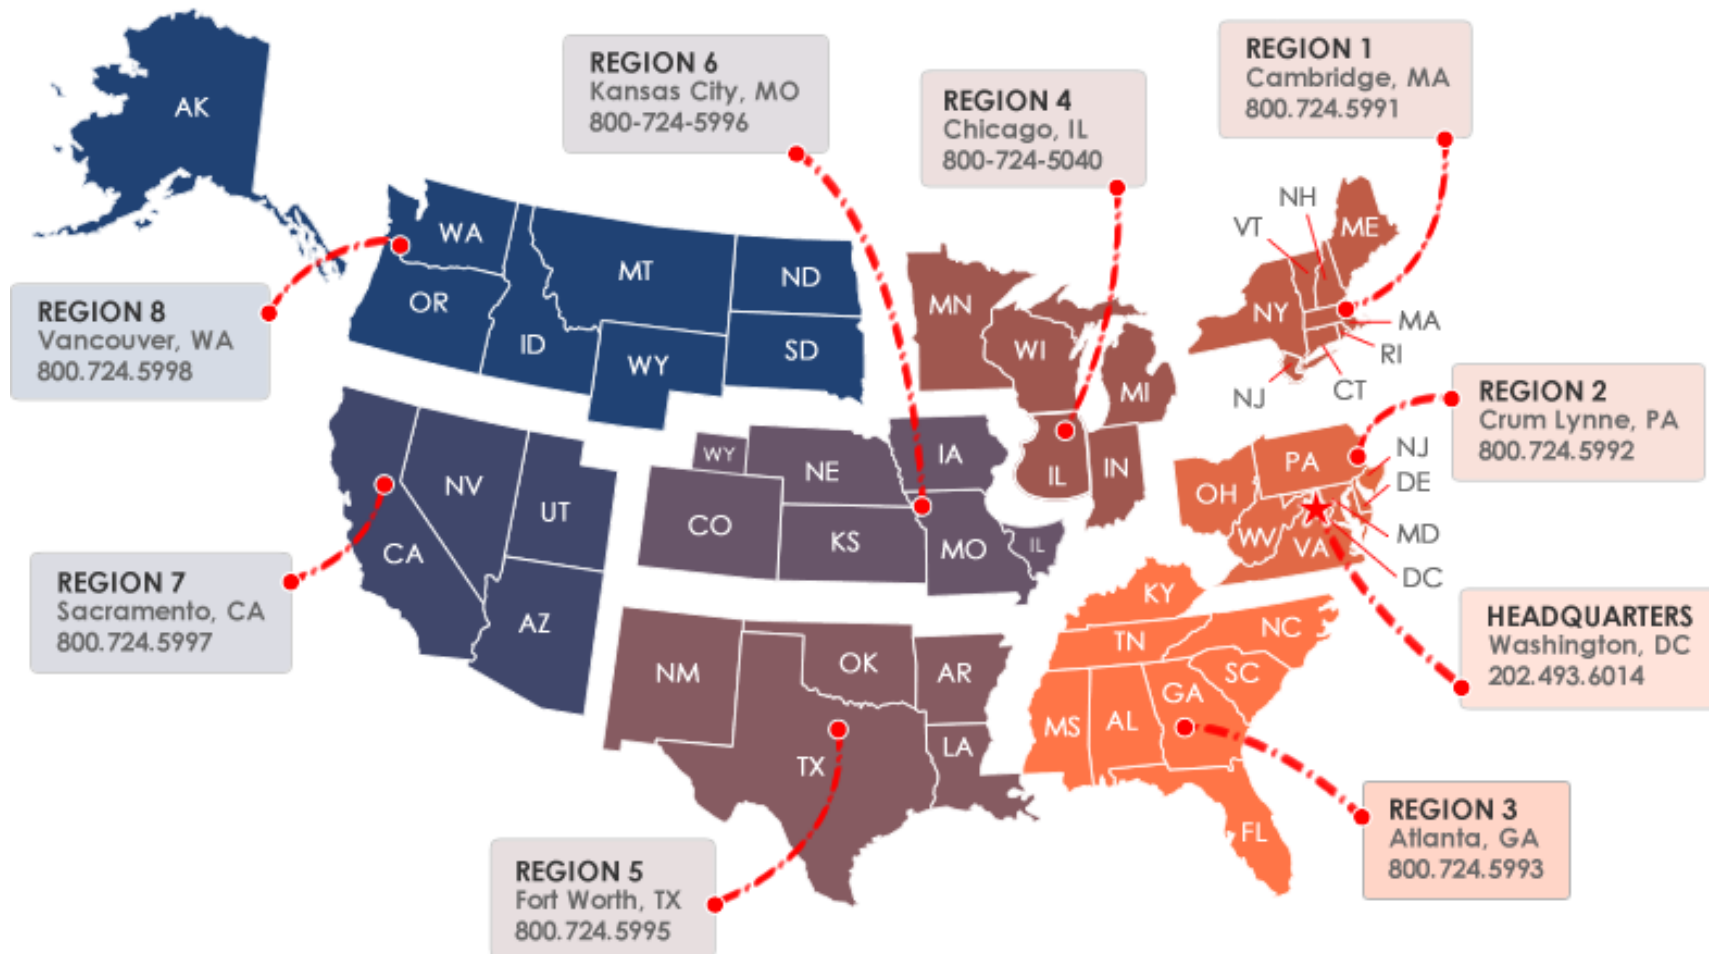 AK
REGION 6
Kansas City, MO
800-724-5996
REGION 4
Chicago, IL
800-724-5040
REGION 1
Cambridge, MA
800.724.5991
REGION 8
Vancouver, WA
800.724.5998
WA
OR
ID
MT
WY
ND
SD
MN
WI
MI
IL
IN
NH
VT
ME
NY
MA
RI
CT
NJ
REGION 2
Crum Lynne, PA
800.724.5992
PA
NJ
OH
DE
WV
VA
MD
DC
HEADQUARTERS
Washington, DC
202.493.6014
REGION 7
Sacramento, CA
800.724.5997
CA
NV
UT
AZ
WY
NE
IA
CO
KS
MO
IL
NM
OK
AR
TX
LA
KY
TN
NC
SC
MS
AL
GA
FL
REGION 5
Fort Worth, TX
800.724.5995
REGION 3
Atlanta, GA
800.724.5993